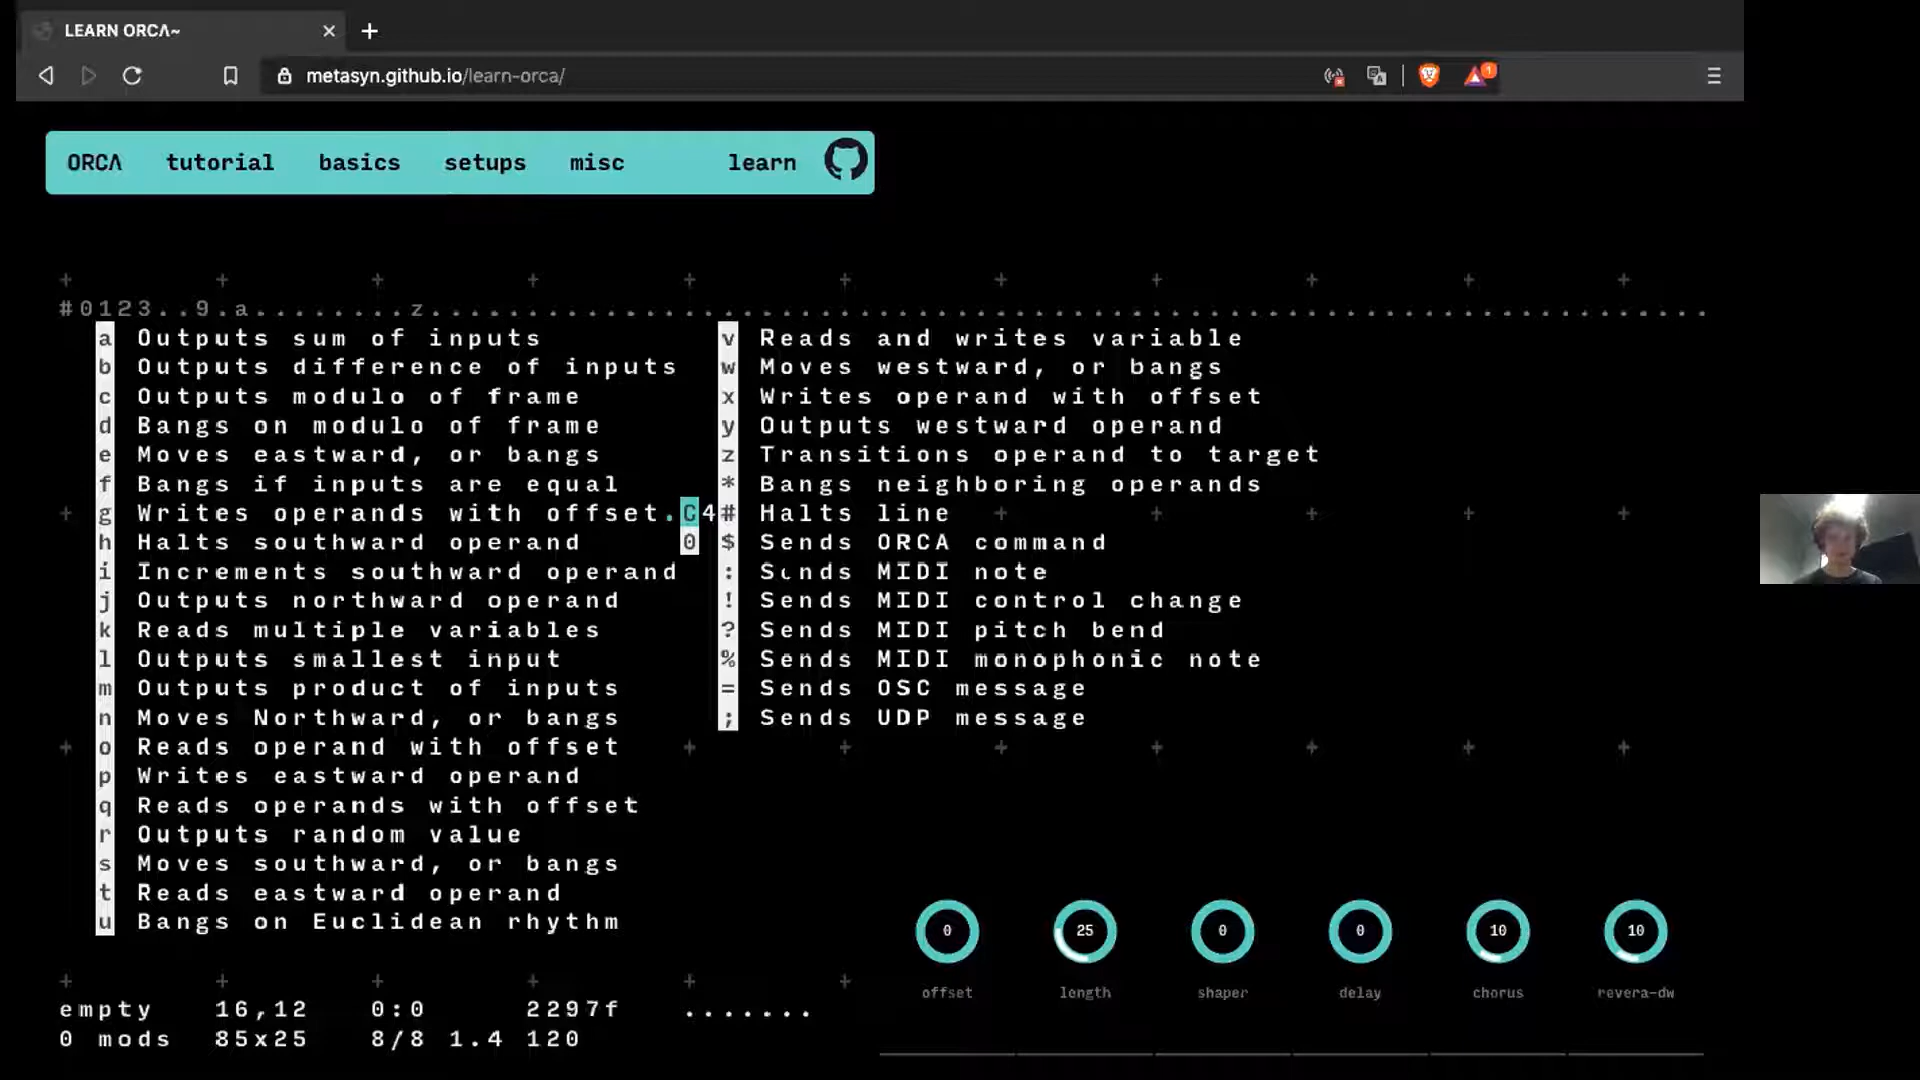 LEARN ORCΛ~
metasyn.github.io/learn-orca/
1
ORCΛ tutorial basics setups misc learn
#0123..9.a........z..................................................................
a Outputs sum of inputs
b Outputs difference of inputs
c Outputs modulo of frame
d Bangs on modulo of frame
e Moves eastward, or bangs
f Bangs if inputs are equal
g Writes operands with offset.C4
h Halts southward operand 0
i Increments southward operand
j Outputs northward operand
k Reads multiple variables
l Outputs smallest input
m Outputs product of inputs
n Moves Northward, or bangs
o Reads operand with offset
p Writes eastward operand
q Reads operands with offset
r Outputs random value
s Moves southward, or bangs
t Reads eastward operand
u Bangs on Euclidean rhythm
v Reads and writes variable
w Moves westward, or bangs
x Writes operand with offset
y Outputs westward operand
z Transitions operand to target
* Bangs neighboring operands
# Halts line
$ Sends ORCA command
: Sends MIDI note
! Sends MIDI control change
? Sends MIDI pitch bend
% Sends MIDI monophonic note
= Sends OSC message
; Sends UDP message
0 25 0 0 10 10
offset length shaper delay chorus revera-dw
empty 16,12 0:0 2297f .......
0 mods 85x25 8/8 1.4 120